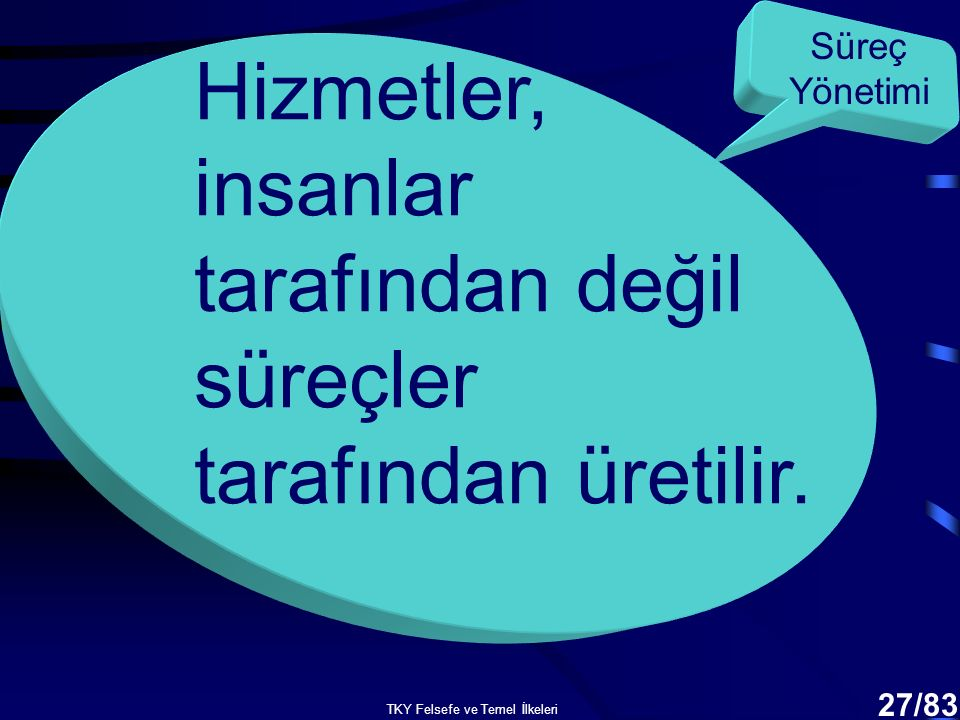 Süreç
Yönetimi
Hizmetler,
insanlar
tarafından değil
süreçler
tarafından üretilir.
TKY Felsefe ve Temel İlkeleri
27/83